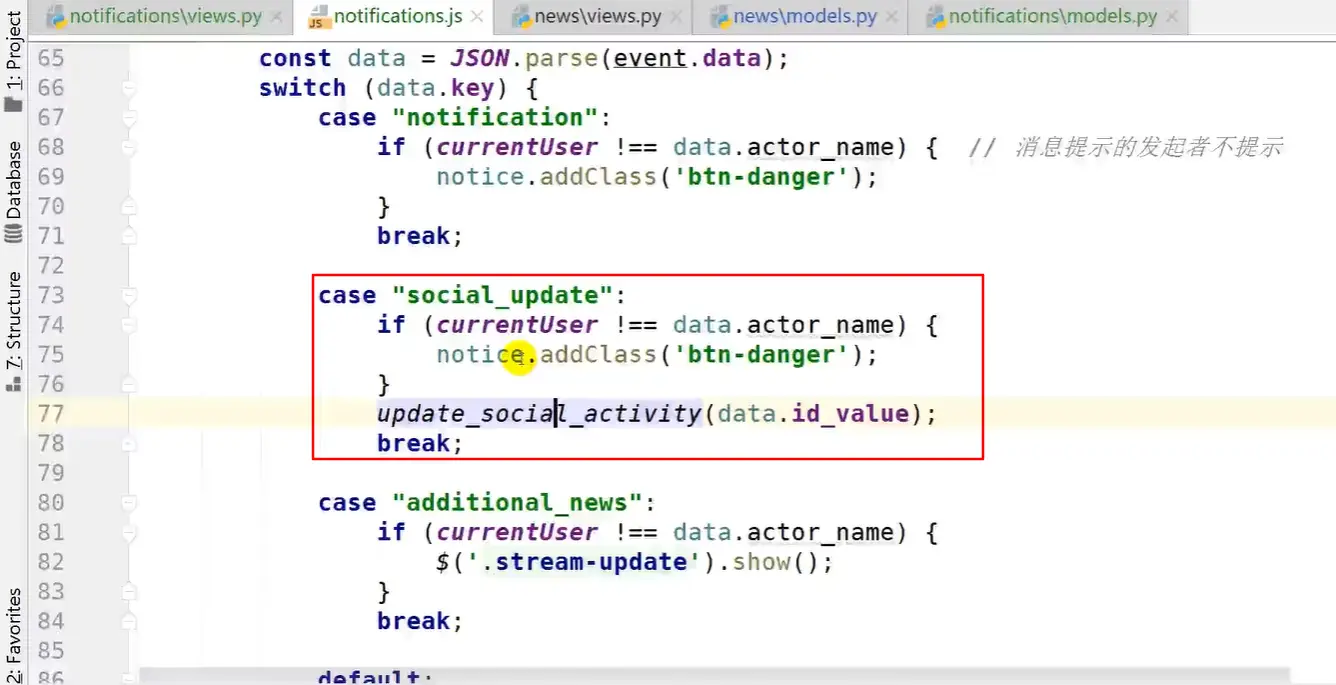 notifications\views.py
notifications.js
news\views.py
news\models.py
notifications\models.py
1: Project
Database
7: Structure
2: Favorites
65 const data = JSON.parse(event.data);
66 switch (data.key) {
67 case "notification":
68 if (currentUser !== data.actor_name) { // 消息提示的发起者不提示
69 notice.addClass('btn-danger');
70 }
71 break;
72
73 case "social_update":
74 if (currentUser !== data.actor_name) {
75 notice.addClass('btn-danger');
76 }
77 update_social_activity(data.id_value);
78 break;
79
80 case "additional_news":
81 if (currentUser !== data.actor_name) {
82 $('.stream-update').show();
83 }
84 break;
85
86 default: